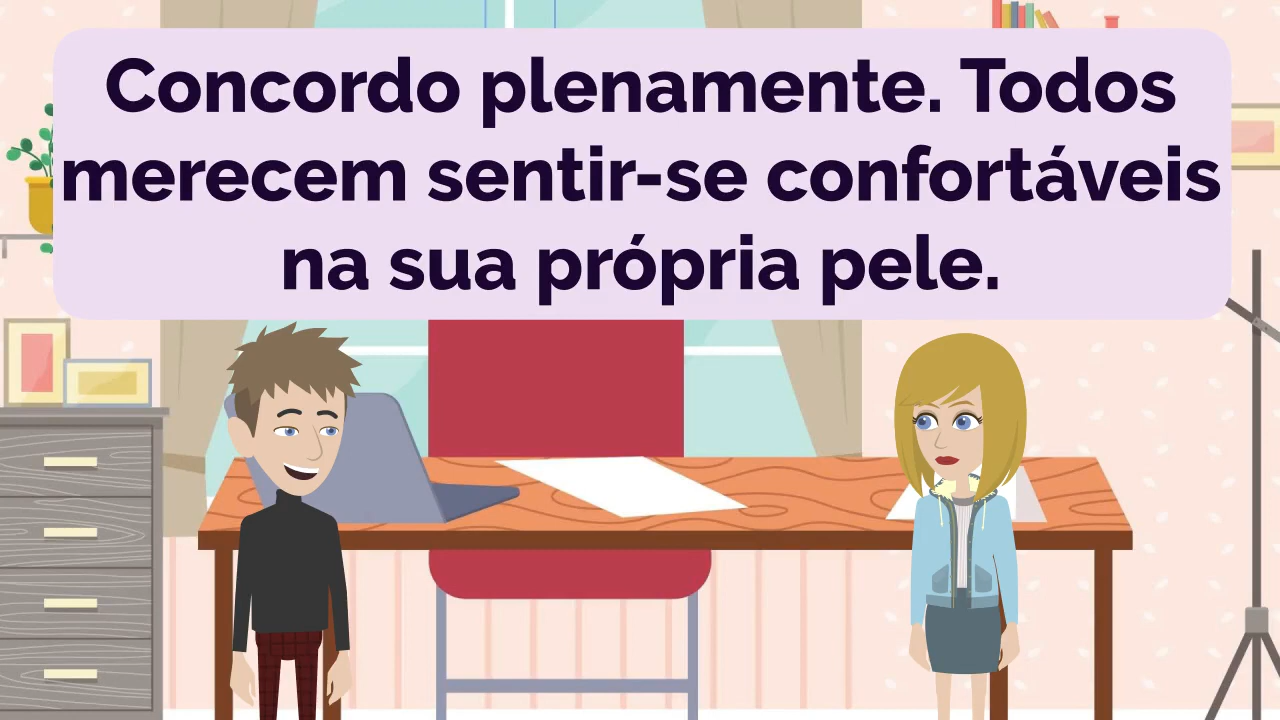 Concordo plenamente. Todos
merecem sentir-se confortáveis
na sua própria pele.